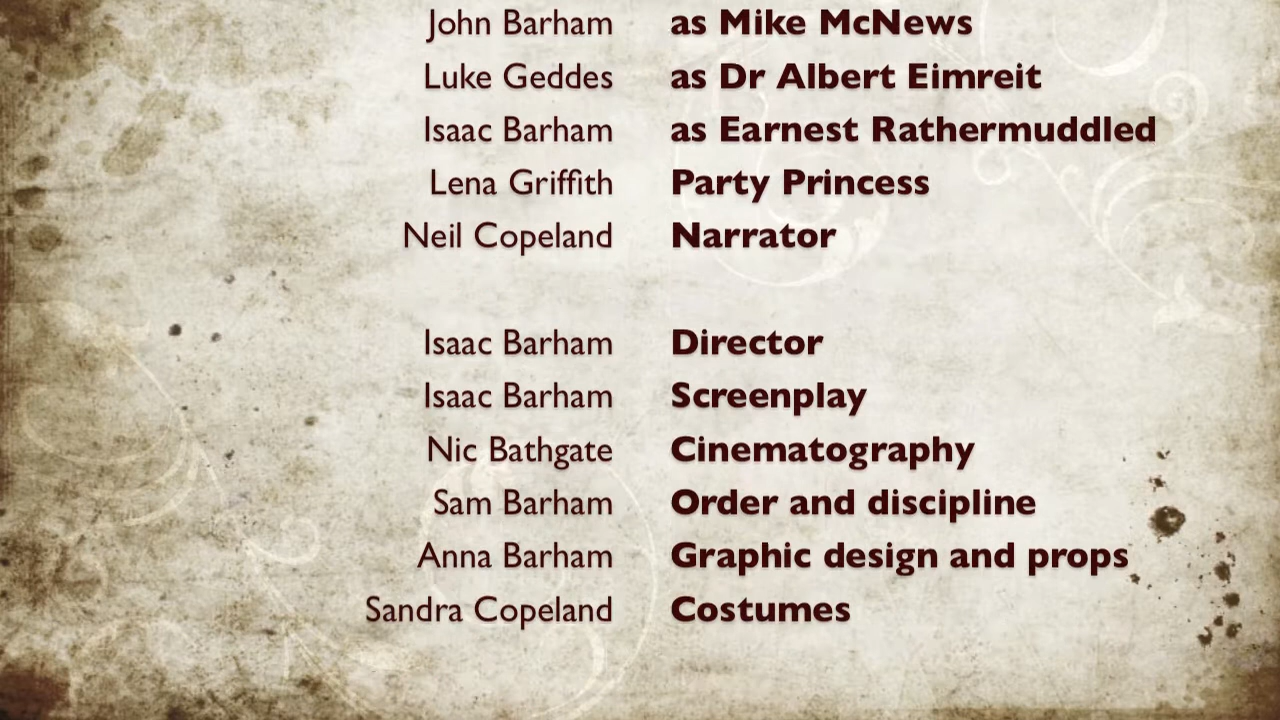 John Barham as Mike McNews
Luke Geddes as Dr Albert Eimreit
Isaac Barham as Earnest Rathermuddled
Lena Griffith Party Princess
Neil Copeland Narrator
Isaac Barham Director
Isaac Barham Screenplay
Nic Bathgate Cinematography
Sam Barham Order and discipline
Anna Barham Graphic design and props
Sandra Copeland Costumes